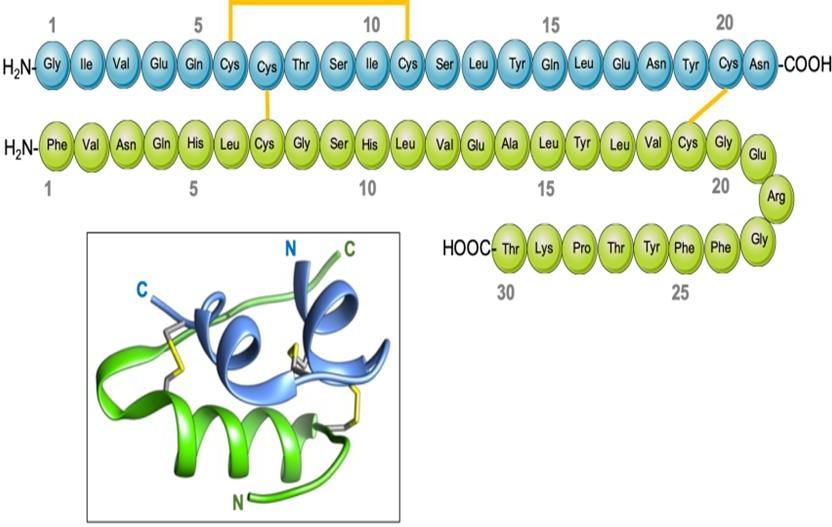 1 5 10 15 20
H₂N- Gly Ile Val Glu Gln Cys Cys Thr Ser Ile Cys Ser Leu Tyr Gln Leu Glu Asn Tyr Cys Asn -COOH
H₂N- Phe Val Asn Gln His Leu Cys Gly Ser His Leu Val Glu Ala Leu Tyr Leu Val Cys Gly Glu
1 5 10 15 20
Arg
HOOC- Thr Lys Pro Thr Tyr Phe Phe Gly
30 25
N C
C
N